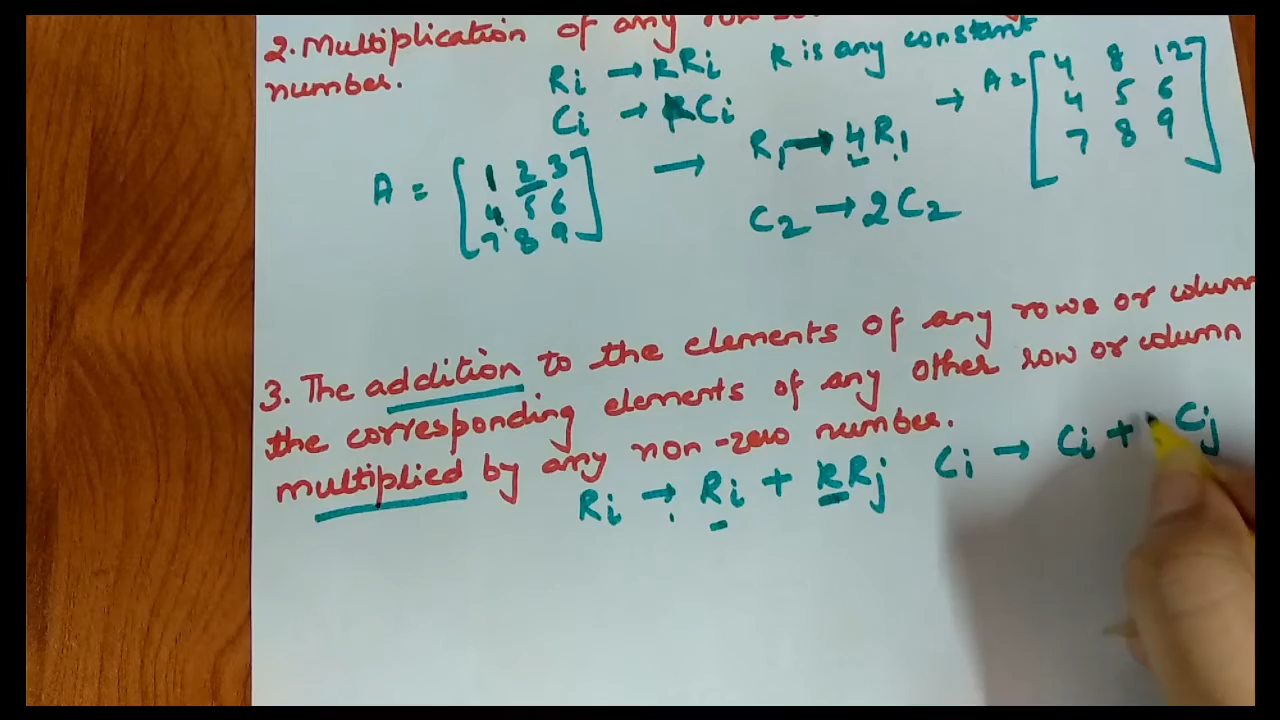 2. Multiplication of any row
number.
Ri → kRi k is any constant
Ci → kCi
A = [1 2 3 → R1 → 4R1 → A = [4 8 12
4 5 6 4 5 6
7 8 9] C2 → 2C2 7 8 9]
3. The addition to the elements of any rows or column
the corresponding elements of any other row or column
multiplied by any non-zero number.
Ri → Ri + kRj Ci → Ci + Cj